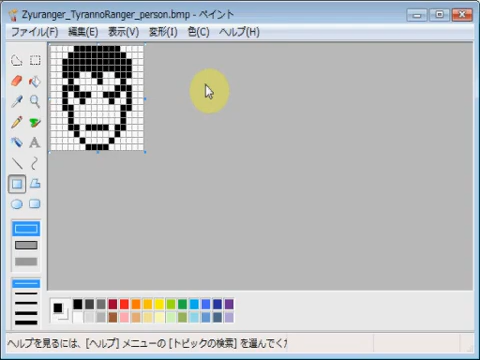 Zyuranger_TyrannoRanger_person.bmp - ペイント
ファイル(F) 編集(E) 表示(V) 変形(I) 色(C) ヘルプ(H)
A
ヘルプを見るには、[ヘルプ] メニューの [トピックの検索] を選んでくだ